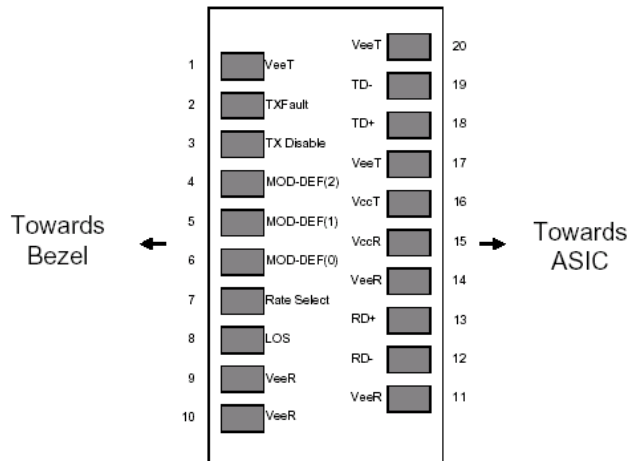 VeeT 20
1 VeeT
TD- 19
2 TXFault
TD+ 18
3 TX Disable
VeeT 17
4 MOD-DEF(2)
VccT 16
5 MOD-DEF(1)
Towards
Bezel
VccR 15
Towards
ASIC
6 MOD-DEF(0)
VeeR 14
7 Rate Select
RD+ 13
8 LOS
RD- 12
9 VeeR
VeeR 11
10 VeeR